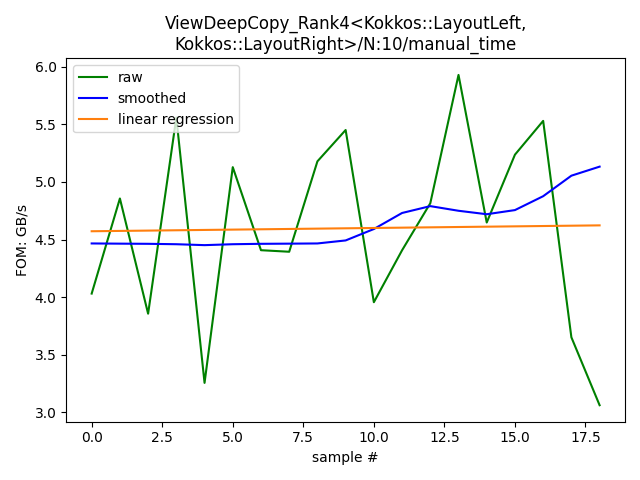 ViewDeepCopy_Rank4<Kokkos::LayoutLeft,
Kokkos::LayoutRight>/N:10/manual_time
raw
smoothed
linear regression
FOM: GB/s
6.0
5.5
5.0
4.5
4.0
3.5
3.0
0.0 2.5 5.0 7.5 10.0 12.5 15.0 17.5
sample #